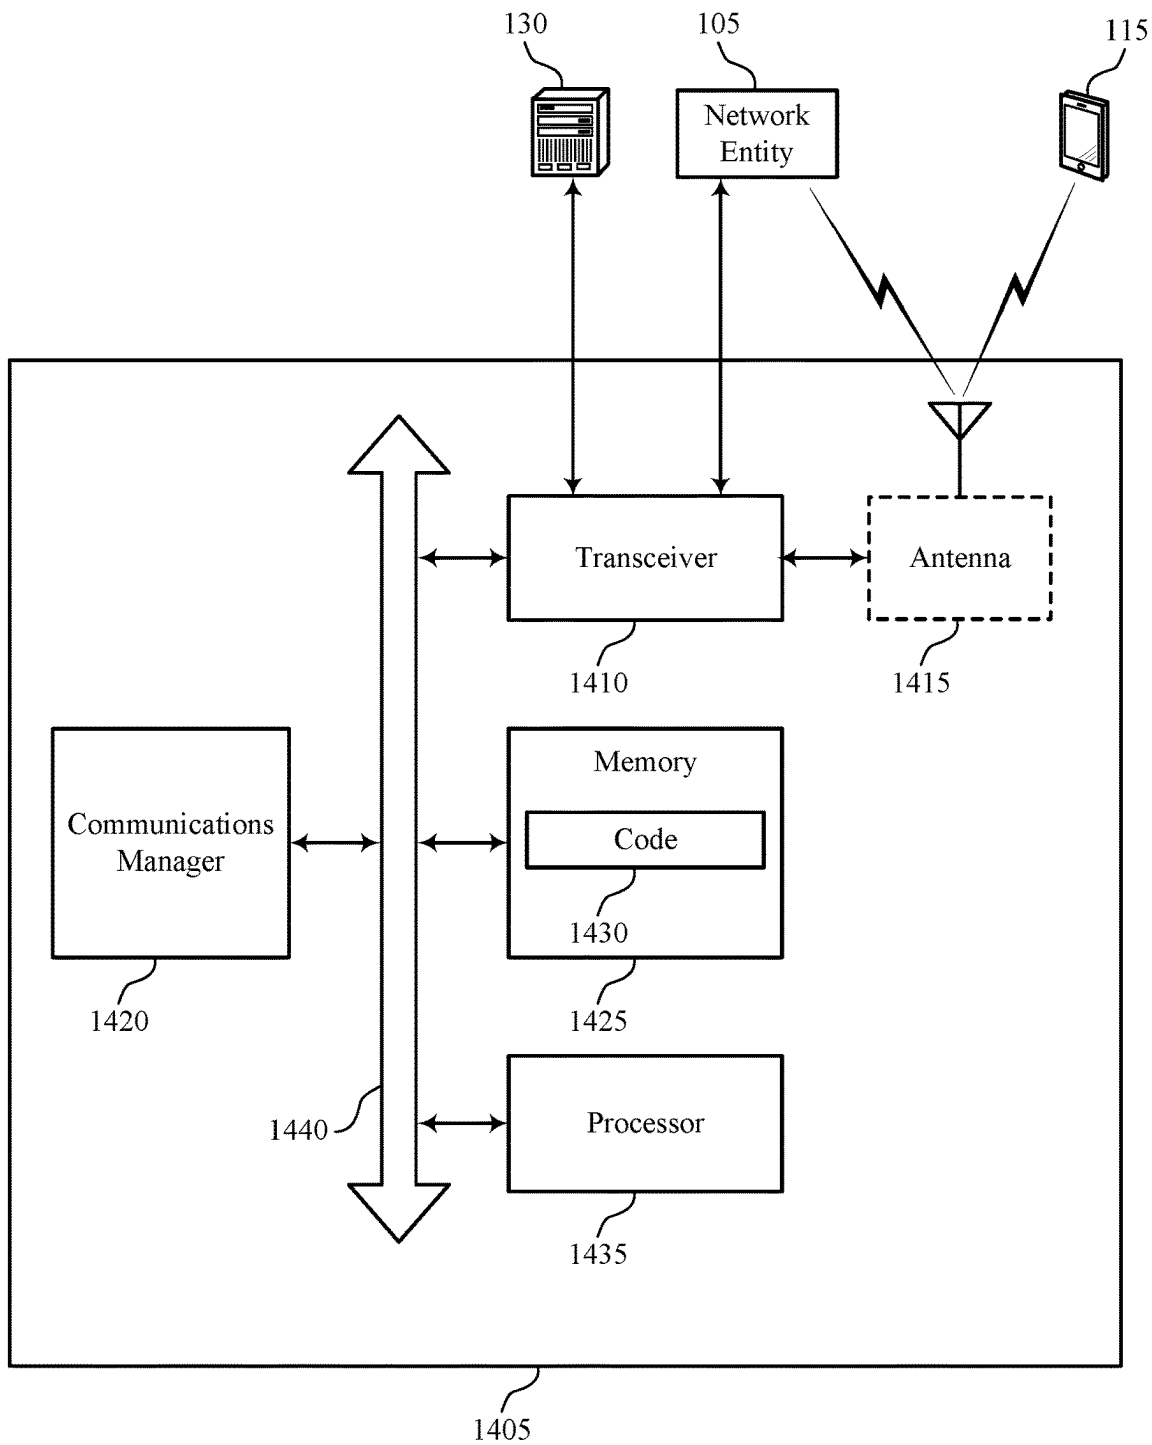 130
105
115
Network
Entity
Transceiver
Antenna
1410
1415
Communications
Manager
Memory
Code
1430
1420
1425
1440
Processor
1435
1405